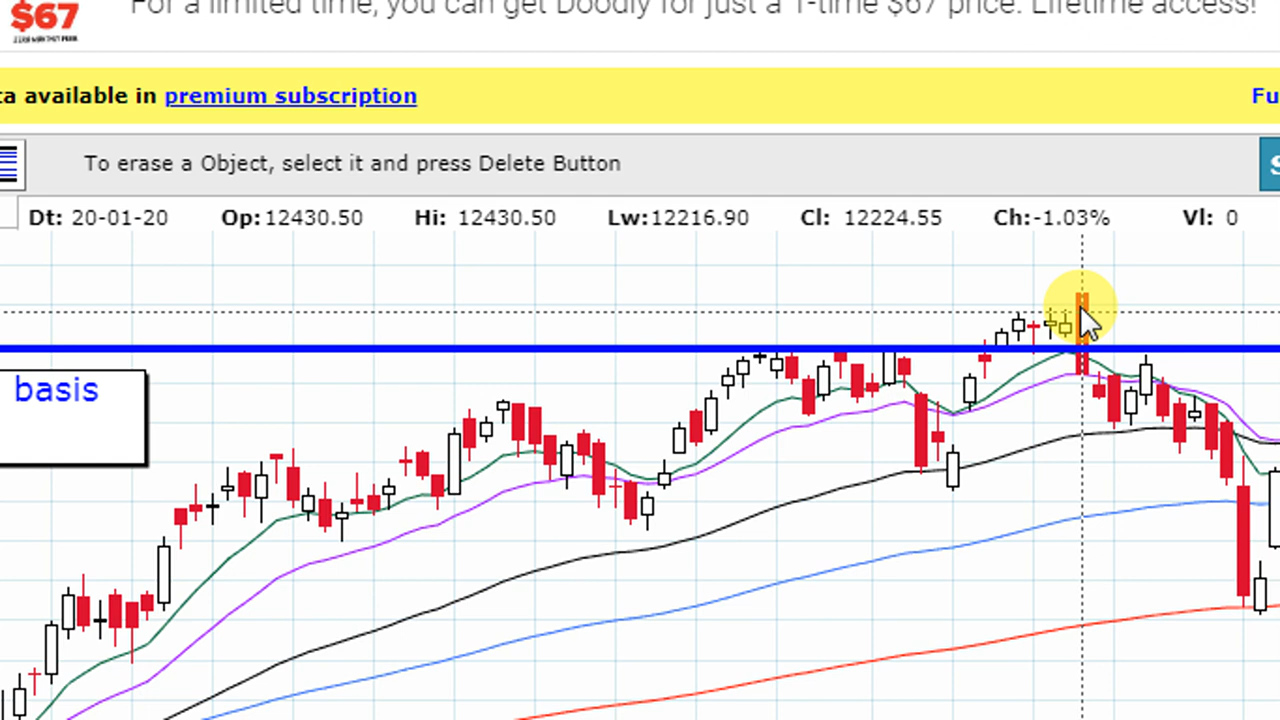 $67
For a limited time, you can get Doodly for just a 1-time $67 price. Lifetime access!
ta available in premium subscription
Fu
To erase a Object, select it and press Delete Button
S
Dt: 20-01-20 Op:12430.50 Hi: 12430.50 Lw:12216.90 Cl: 12224.55 Ch:-1.03% Vl: 0
basis